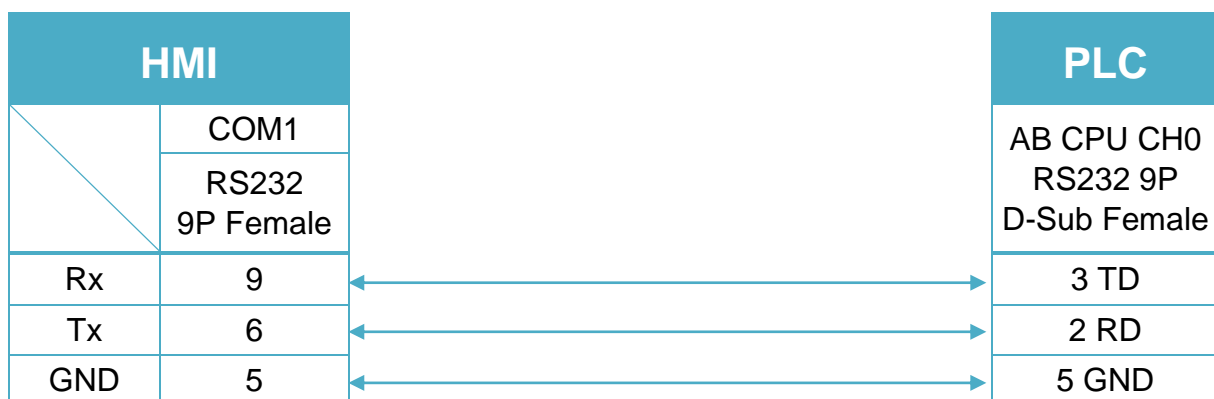 HMI
PLC
COM1
RS232
9P Female
AB CPU CH0
RS232 9P
D-Sub Female
Rx 9 3 TD
Tx 6 2 RD
GND 5 5 GND